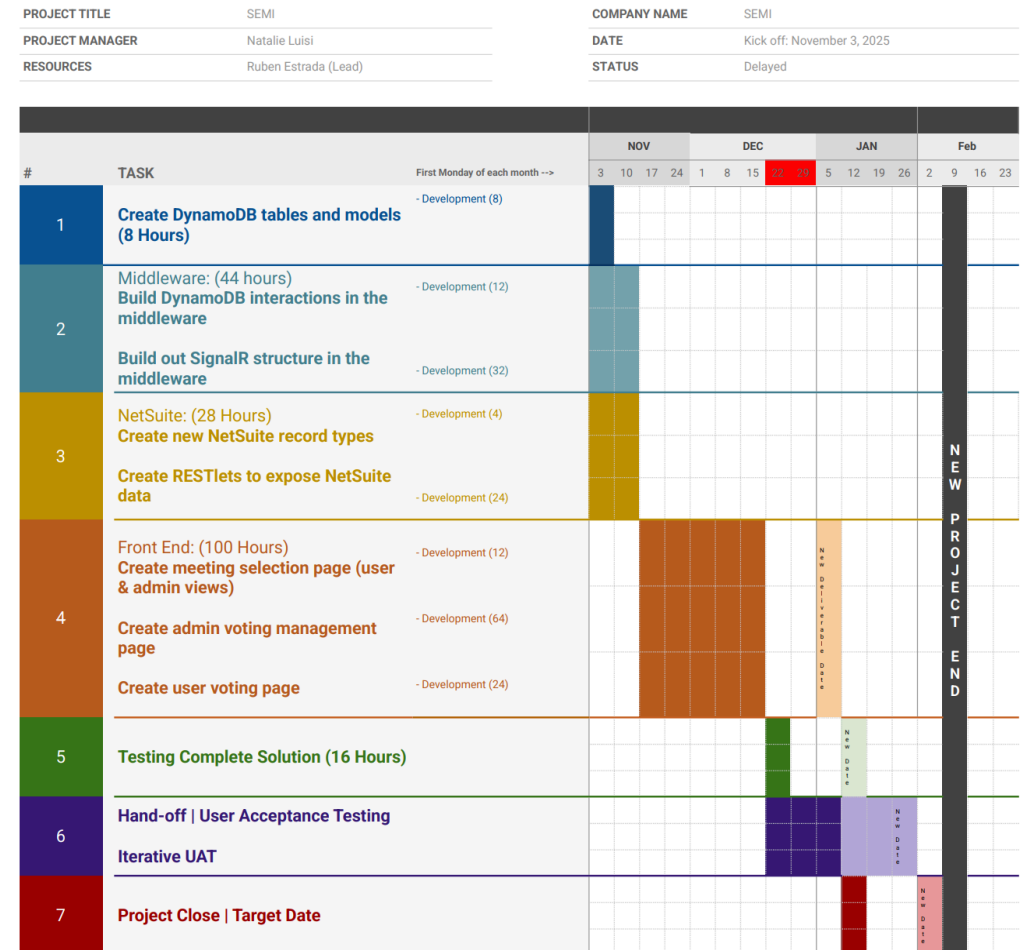 PROJECT TITLE SEMI COMPANY NAME SEMI
PROJECT MANAGER Natalie Luisi DATE Kick off: November 3, 2025
RESOURCES Ruben Estrada (Lead) STATUS Delayed
NOV DEC JAN Feb
# TASK First Monday of each month --> 3 10 17 24 1 8 15 22 29 5 12 19 26 2 9 16 23
1
Create DynamoDB tables and models
(8 Hours)
- Development (8)
2
Middleware: (44 hours)
Build DynamoDB interactions in the
middleware
- Development (12)
Build out SignalR structure in the
middleware
- Development (32)
3
NetSuite: (28 Hours)
Create new NetSuite record types
- Development (4)
Create RESTlets to expose NetSuite
data
- Development (24)
4
Front End: (100 Hours)
Create meeting selection page (user
& admin views)
- Development (12)
Create admin voting management
page
- Development (64)
Create user voting page
- Development (24)
New Deliverable Date
5
Testing Complete Solution (16 Hours)
New Date
6
Hand-off | User Acceptance Testing
Iterative UAT
New Date
7
Project Close | Target Date
New Date
NEW PROJECT END